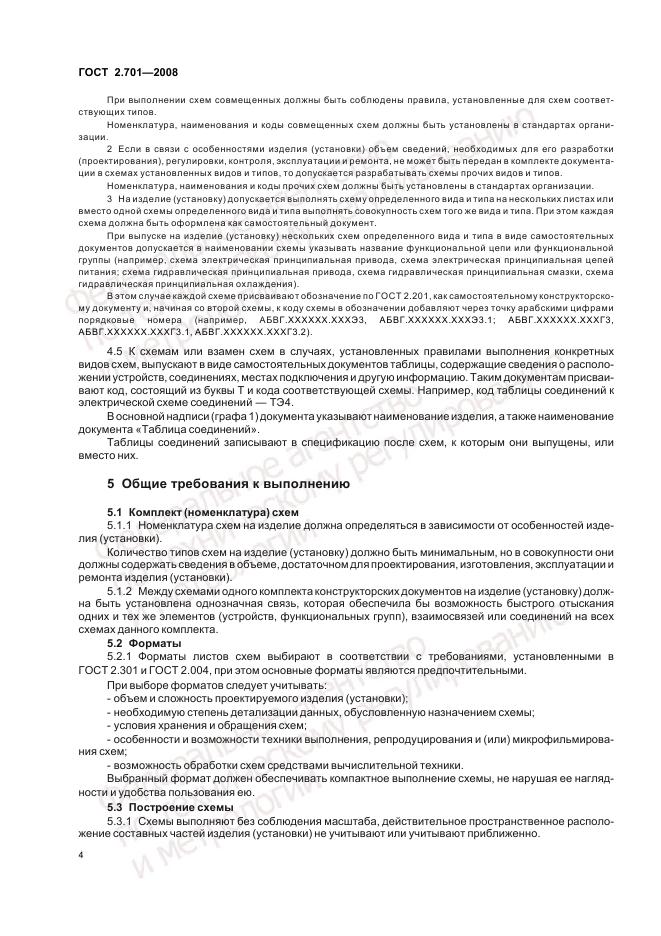 ГОСТ 2.701—2008
При выполнении схем совмещенных должны быть соблюдены правила, установленные для схем соответ-
ствующих типов.
Номенклатура, наименования и коды совмещенных схем должны быть установлены в стандартах органи-
зации.
2 Если в связи с особенностями изделия (установки) объем сведений, необходимых для его разработки
(проектирования), регулировки, контроля, эксплуатации и ремонта, не может быть передан в комплекте документа-
ции в схемах установленных видов и типов, то допускается разрабатывать схемы прочих видов и типов.
Номенклатура, наименования и коды прочих схем должны быть установлены в стандартах организации.
3 На изделие (установку) допускается выполнять схему определенного вида и типа на нескольких листах или
вместо одной схемы определенного вида и типа выполнять совокупность схем того же вида и типа. При этом каждая
схема должна быть оформлена как самостоятельный документ.
При выпуске на изделие (установку) нескольких схем определенного вида и типа в виде самостоятельных
документов допускается в наименовании схемы указывать название функциональной цепи или функциональной
группы (например, схема электрическая принципиальная привода, схема электрическая принципиальная цепей
питания; схема гидравлическая принципиальная привода, схема гидравлическая принципиальная смазки, схема
гидравлическая принципиальная охлаждения).
В этом случае каждой схеме присваивают обозначение по ГОСТ 2.201, как самостоятельному конструкторско-
му документу и, начиная со второй схемы, к коду схемы в обозначении добавляют через точку арабскими цифрами
порядковые номера (например, АБВГ.XXXXXX.XXXЭ3, АБВГ.XXXXXX.XXXЭ3.1; АБВГ.XXXXXX.XXXГ3,
АБВГ.XXXXXX.XXXГ3.1, АБВГ.XXXXXX.XXXГ3.2).
4.5 К схемам или взамен схем в случаях, установленных правилами выполнения конкретных
видов схем, выпускают в виде самостоятельных документов таблицы, содержащие сведения о располо-
жении устройств, соединениях, местах подключения и другую информацию. Таким документам присваи-
вают код, состоящий из буквы Т и кода соответствующей схемы. Например, код таблицы соединений к
электрической схеме соединений — ТЭ4.
В основной надписи (графа 1) документа указывают наименование изделия, а также наименование
документа «Таблица соединений».
Таблицы соединений записывают в спецификацию после схем, к которым они выпущены, или
вместо них.
5 Общие требования к выполнению
5.1 Комплект (номенклатура) схем
5.1.1 Номенклатура схем на изделие должна определяться в зависимости от особенностей изде-
лия (установки).
Количество типов схем на изделие (установку) должно быть минимальным, но в совокупности они
должны содержать сведения в объеме, достаточном для проектирования, изготовления, эксплуатации и
ремонта изделия (установки).
5.1.2 Между схемами одного комплекта конструкторских документов на изделие (установку) долж-
на быть установлена однозначная связь, которая обеспечила бы возможность быстрого отыскания
одних и тех же элементов (устройств, функциональных групп), взаимосвязей или соединений на всех
схемах данного комплекта.
5.2 Форматы
5.2.1 Форматы листов схем выбирают в соответствии с требованиями, установленными в
ГОСТ 2.301 и ГОСТ 2.004, при этом основные форматы являются предпочтительными.
При выборе форматов следует учитывать:
- объем и сложность проектируемого изделия (установки);
- необходимую степень детализации данных, обусловленную назначением схемы;
- условия хранения и обращения схем;
- особенности и возможности техники выполнения, репродуцирования и (или) микрофильмирова-
ния схем;
- возможность обработки схем средствами вычислительной техники.
Выбранный формат должен обеспечивать компактное выполнение схемы, не нарушая ее нагляд-
ности и удобства пользования ею.
5.3 Построение схемы
5.3.1 Схемы выполняют без соблюдения масштаба, действительное пространственное располо-
жение составных частей изделия (установки) не учитывают или учитывают приближенно.
4